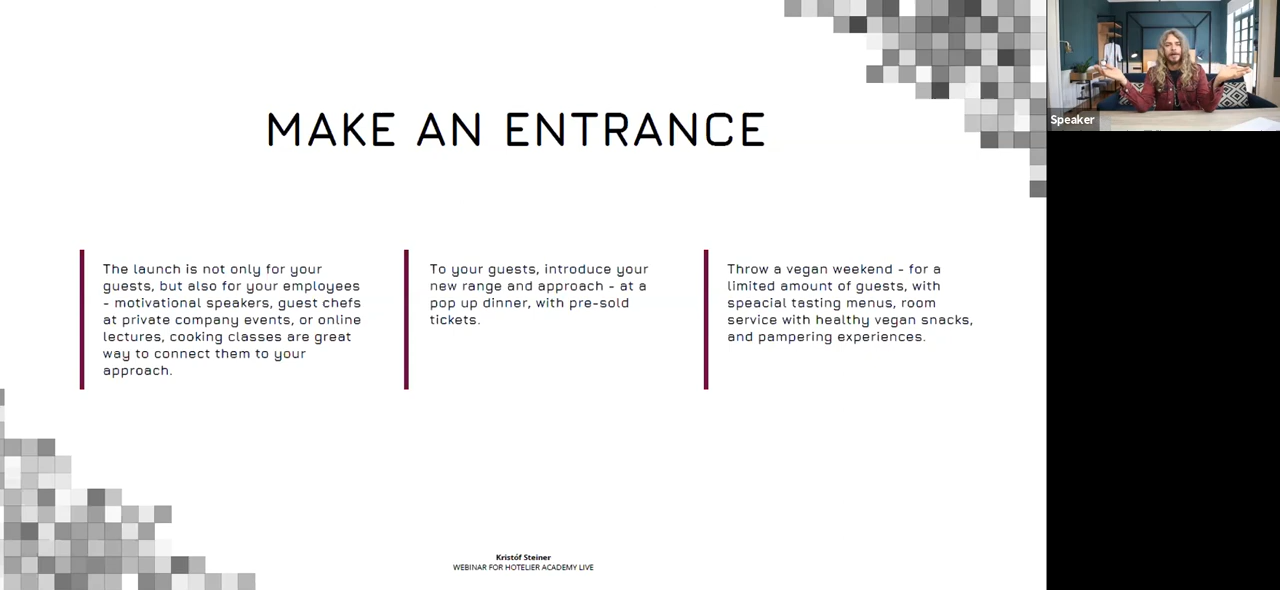 MAKE AN ENTRANCE
The launch is not only for your
guests, but also for your employees
- motivational speakers, guest chefs
at private company events, or online
lectures, cooking classes are great
way to connect them to your
approach.
To your guests, introduce your
new range and approach - at a
pop up dinner, with pre-sold
tickets.
Throw a vegan weekend - for a
limited amount of guests, with
speacial tasting menus, room
service with healthy vegan snacks,
and pampering experiences.
Kristóf Steiner
WEBINAR FOR HOTELIER ACADEMY LIVE
Speaker